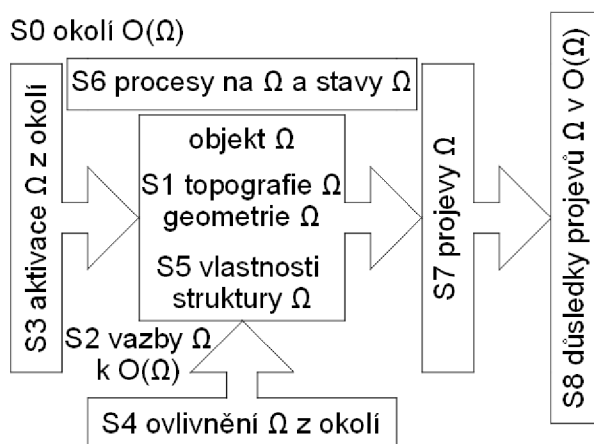 S0 okolí O(Ω)
S6 procesy na Ω a stavy Ω
S3 aktivace Ω z okolí
objekt Ω
S1 topografie Ω
geometrie Ω
S5 vlastnosti
struktury Ω
S2 vazby Ω
k O(Ω)
S4 ovlivnění Ω z okolí
S7 projevy Ω
S8 důsledky projevů Ω v O(Ω)